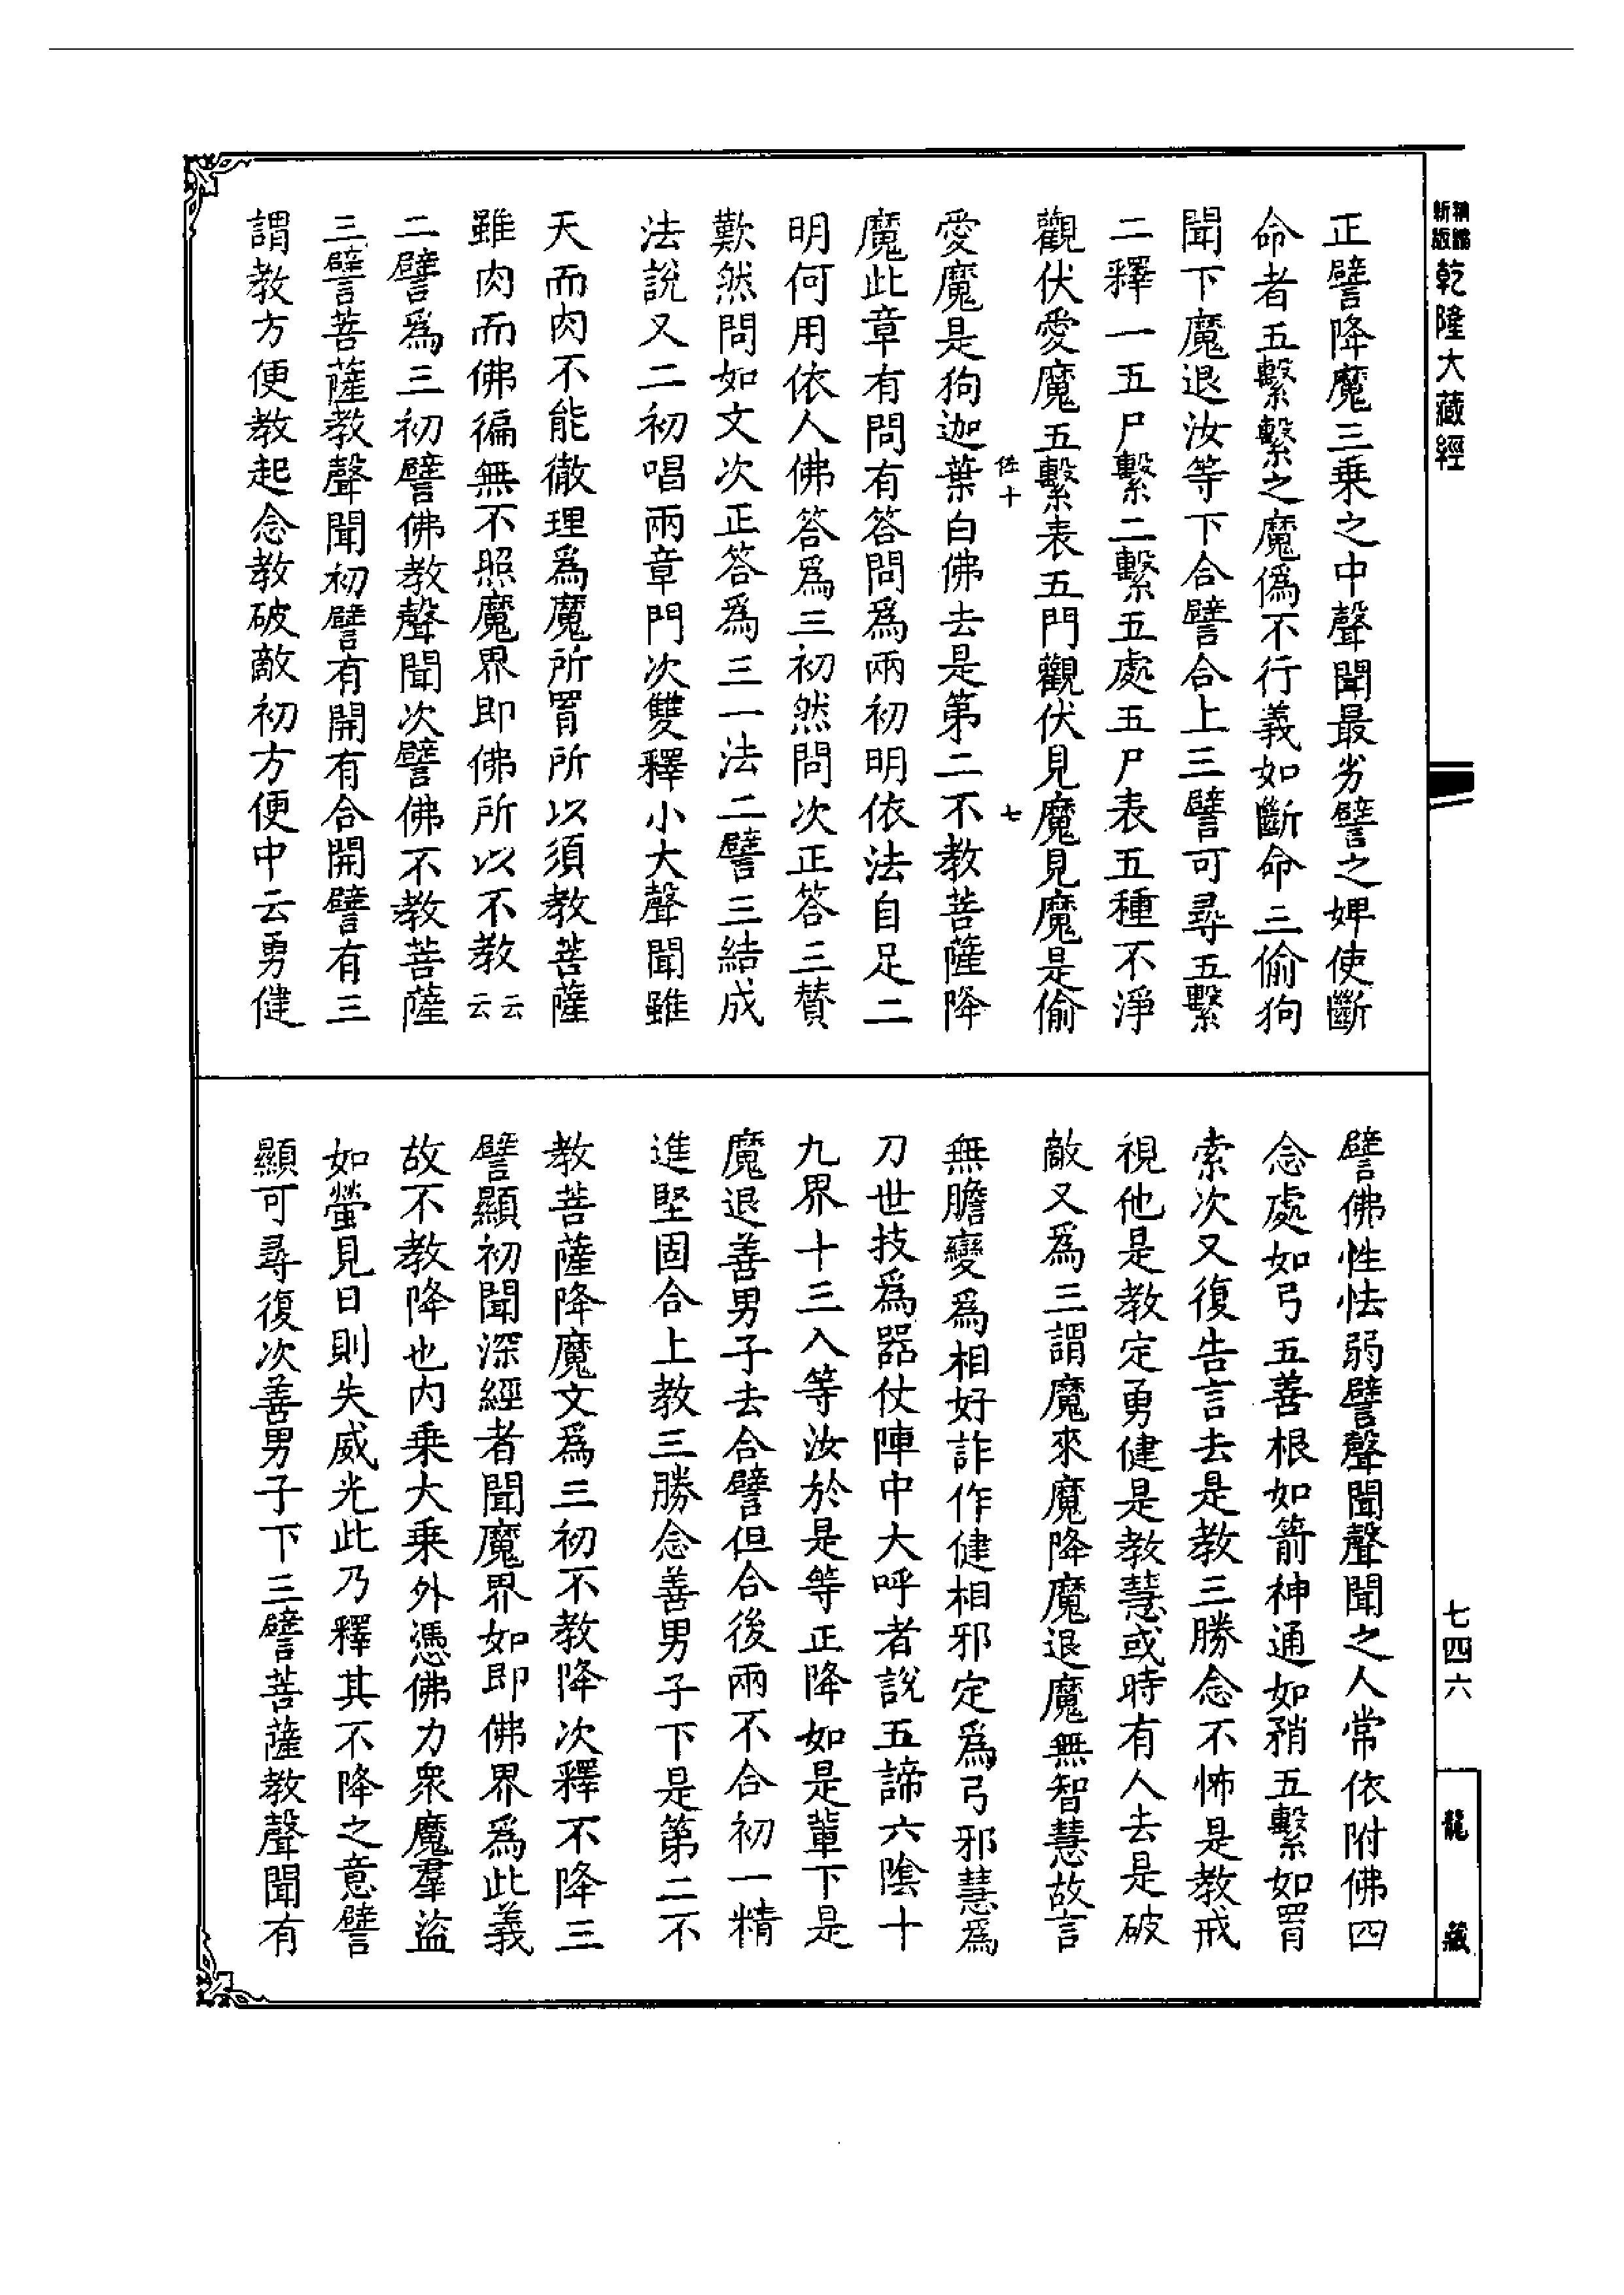 新編縮版
乾隆大藏經
正譬降魔三乗之中聲聞最劣譬之婢使斷
命者五繫繫之魔偽不行義如斷命三偷狗
聞下魔退汝等下合譬合上三譬可尋五繫
二釋一五尸繫二繫五處五尸表五種不淨
觀伏愛魔五繫表五門觀伏見魔見魔是偷
佐十
七
愛魔是狗迦葉白佛去是第二不教菩薩降
魔此章有問有答問為兩初明依法自足二
明何用依人佛答為三初然問次正答三贊
歎然問如文次正答為三一法二譬三結成
法說又二初唱兩章門次雙釋小大聲聞雖
天而肉不能徹理為魔所罥所以須教菩薩
雖肉而佛徧無不照魔界即佛所以不教云云
二譬為三初譬佛教聲聞次譬佛不教菩薩
三譬菩薩教聲聞初譬有開有合開譬有三
謂教方便教起念教破敵初方便中云勇健
譬佛性怯弱譬聲聞聲聞之人常依附佛四
念處如弓五善根如箭神通如矟五繫如罥
索次又復告言去是教三勝念不怖是教戒
視他是教定勇健是教慧或時有人去是破
敵又為三謂魔來魔降魔退魔無智慧故言
無膽變為相好詐作健相邪定為弓邪慧為
刀世技為器仗陣中大呼者說五諦六陰十
九界十三入等汝於是等正降如是輩下是
魔退善男子去合譬但合後兩不合初一精
進堅固合上教三勝念善男子下是第二不
教菩薩降魔文為三初不教降次釋不降三
譬顯初聞深經者聞魔界如即佛界為此義
故不教降也內乗大乗外憑佛力衆魔羣盜
如螢見日則失威光此乃釋其不降之意譬
顯可尋復次善男子下三譬菩薩教聲聞有
七四六
龍藏